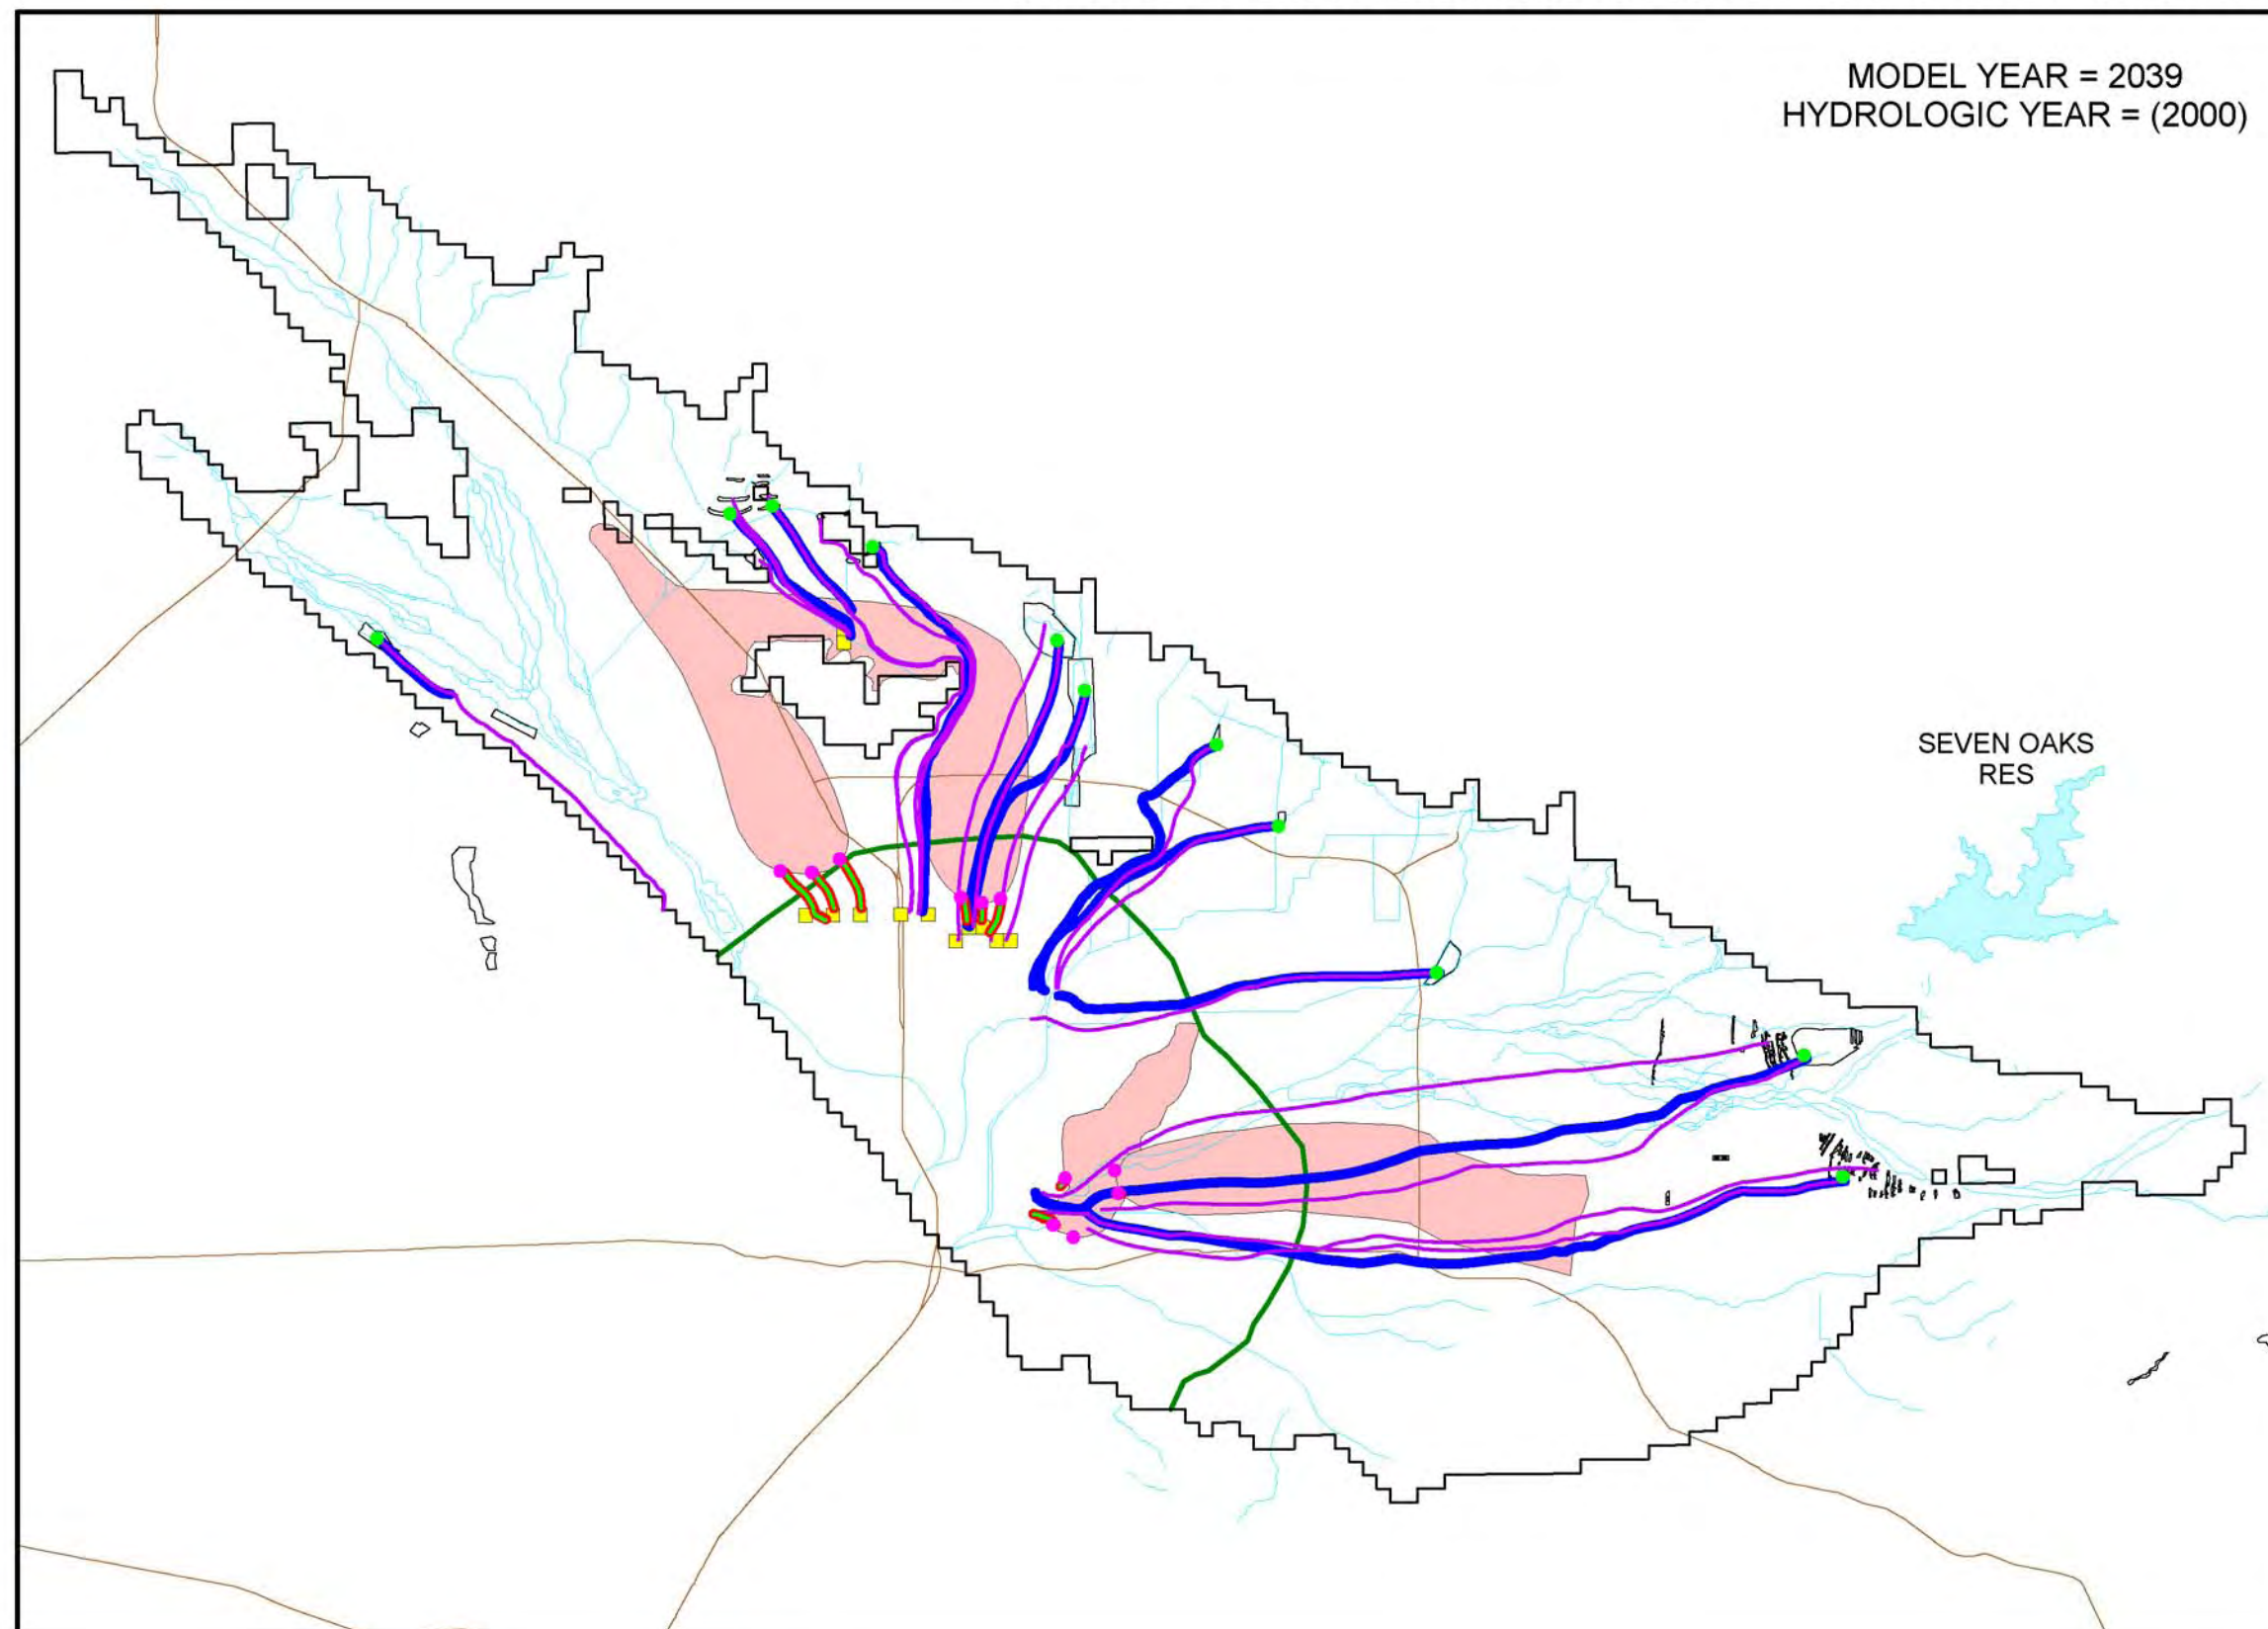 MODEL YEAR = 2039
HYDROLOGIC YEAR = (2000)
SEVEN OAKS
RES